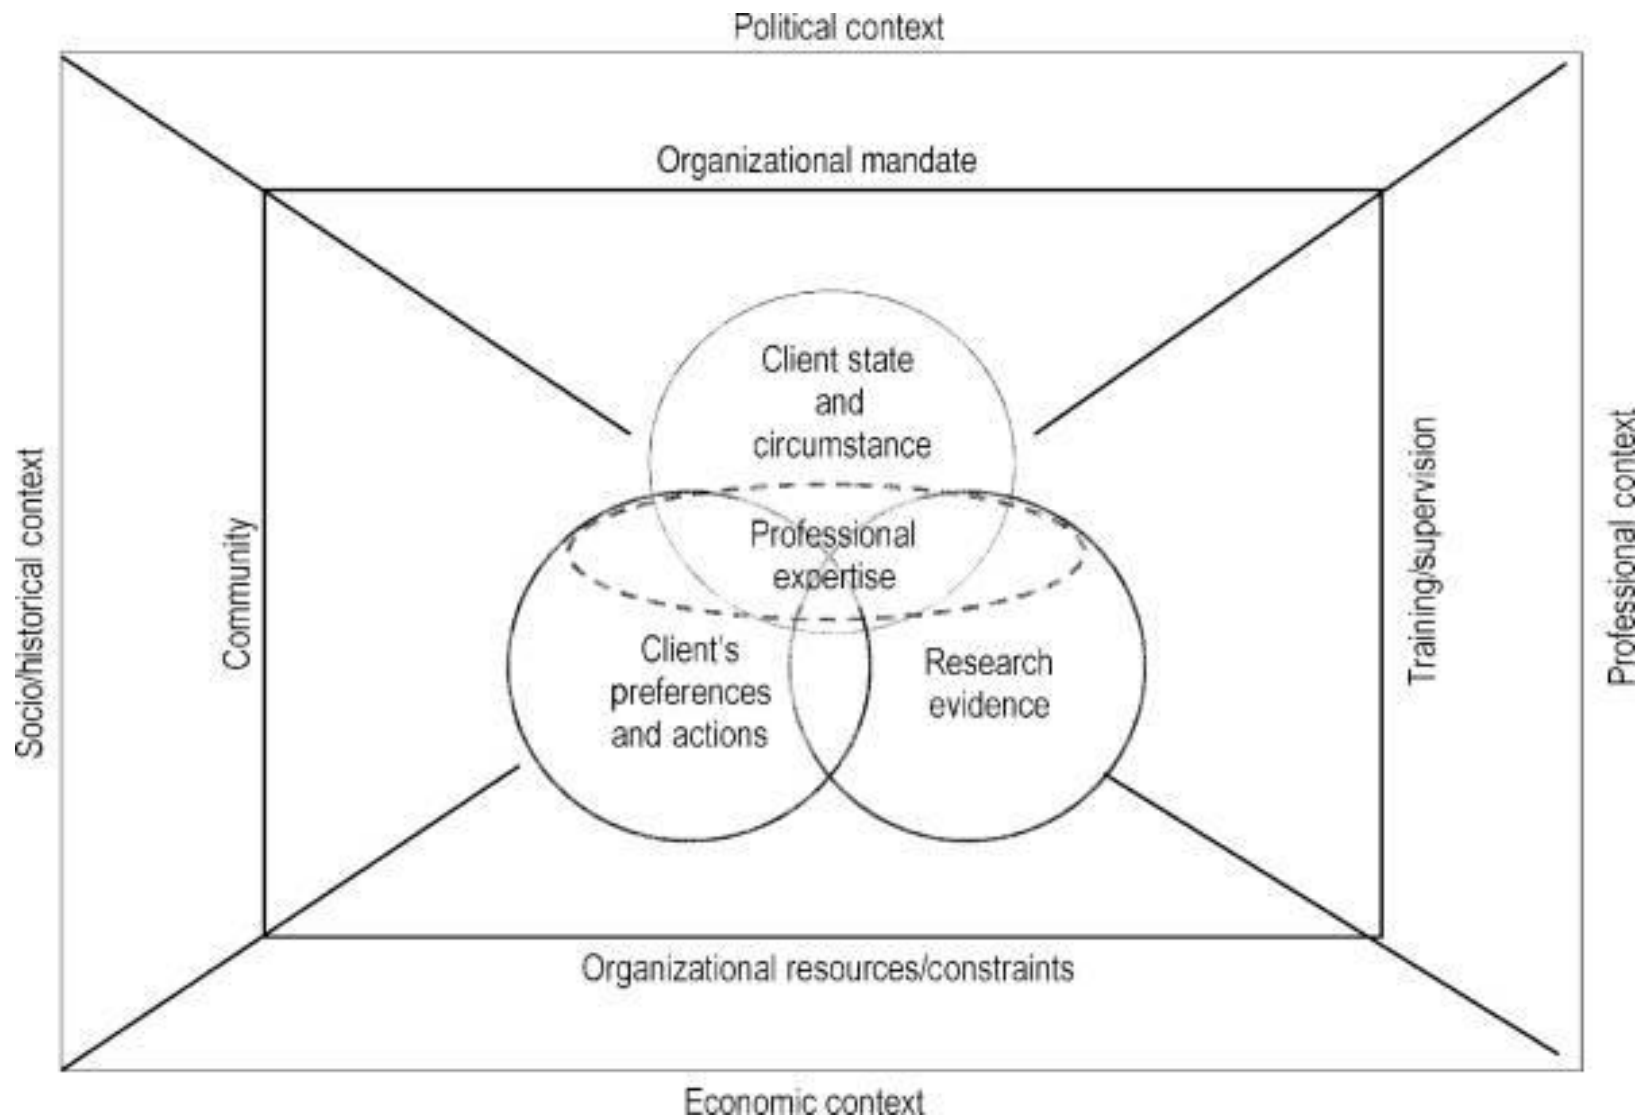 Political context
Organizational mandate
Client state
and
circumstance
Professional
expertise
Client's
preferences
and actions
Research
evidence
Socio/historical context
Community
Training/supervision
Professional context
Organizational resources/constraints
Economic context